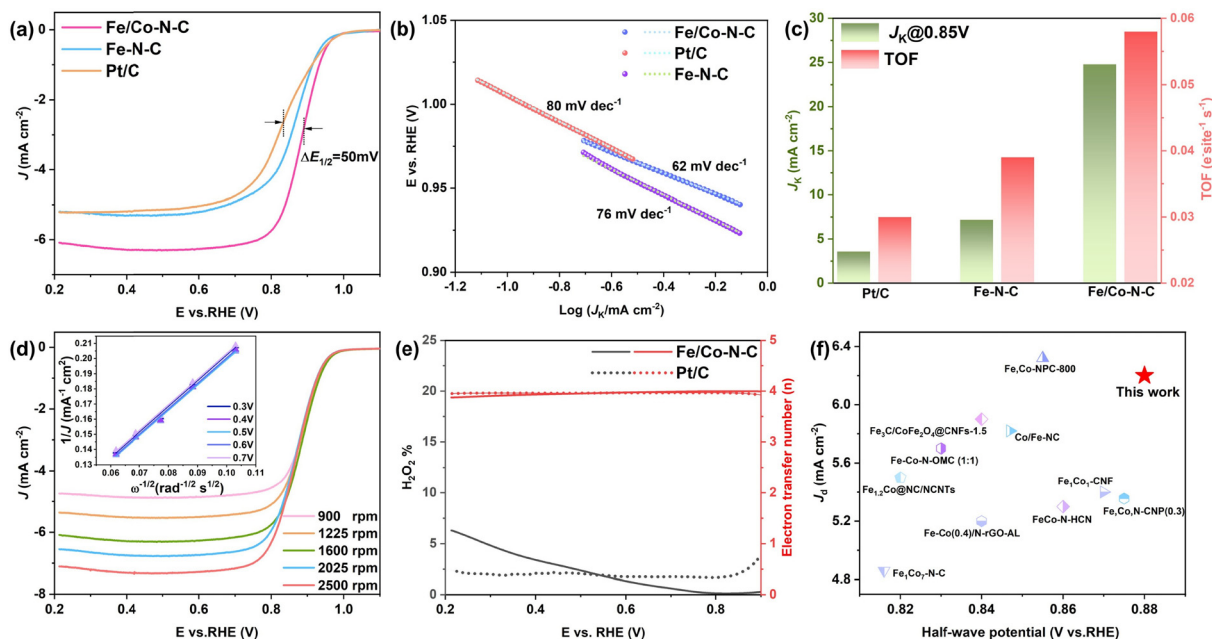 (a)
Fe/Co-N-C
Fe-N-C
Pt/C
ΔE1/2=50mV
J (mA cm-2)
0
-2
-4
-6
0.2 0.4 0.6 0.8 1.0
E vs.RHE (V)
(b)
Fe/Co-N-C
Pt/C
Fe-N-C
80 mV dec-1
62 mV dec-1
76 mV dec-1
E vs. RHE (V)
1.05
1.00
0.95
0.90
-1.2 -1.0 -0.8 -0.6 -0.4 -0.2 0.0
Log (JK/mA cm-2)
(c)
JK@0.85V
TOF
JK (mA cm-2)
30
25
20
15
10
5
0
Pt/C Fe-N-C Fe/Co-N-C
0.06
0.05
0.04
0.03
0.02
TOF (e-site-1 s-1)
(d)
J (mA cm-2)
0
-2
-4
-6
-8
1/J (mA-1 cm2)
0.21
0.20
0.19
0.18
0.17
0.16
0.15
0.14
0.13
0.06 0.07 0.08 0.09 0.10 0.11
ω-1/2(rad-1/2 s1/2)
0.3V
0.4V
0.5V
0.6V
0.7V
900 rpm
1225 rpm
1600 rpm
2025 rpm
2500 rpm
0.2 0.4 0.6 0.8 1.0
E vs.RHE (V)
(e)
Fe/Co-N-C
Pt/C
H2O2 %
25
20
15
10
5
0
0.2 0.4 0.6 0.8
E vs. RHE (V)
5
4
3
2
1
0
Electron transfer number (n)
(f)
Jd (mA cm-2)
6.4
6.0
5.6
5.2
4.8
Fe,Co-NPC-800
This work
Fe3C/CoFe2O4@CNFs-1.5
Co/Fe-NC
Fe-Co-N-OMC (1:1)
Fe1.2Co@NC/NCNTs
Fe1Co1-CNF
FeCo-N-HCN
Fe,Co,N-CNP(0.3)
Fe-Co(0.4)/N-rGO-AL
Fe1Co7-N-C
0.82 0.84 0.86 0.88
Half-wave potential (V vs.RHE)